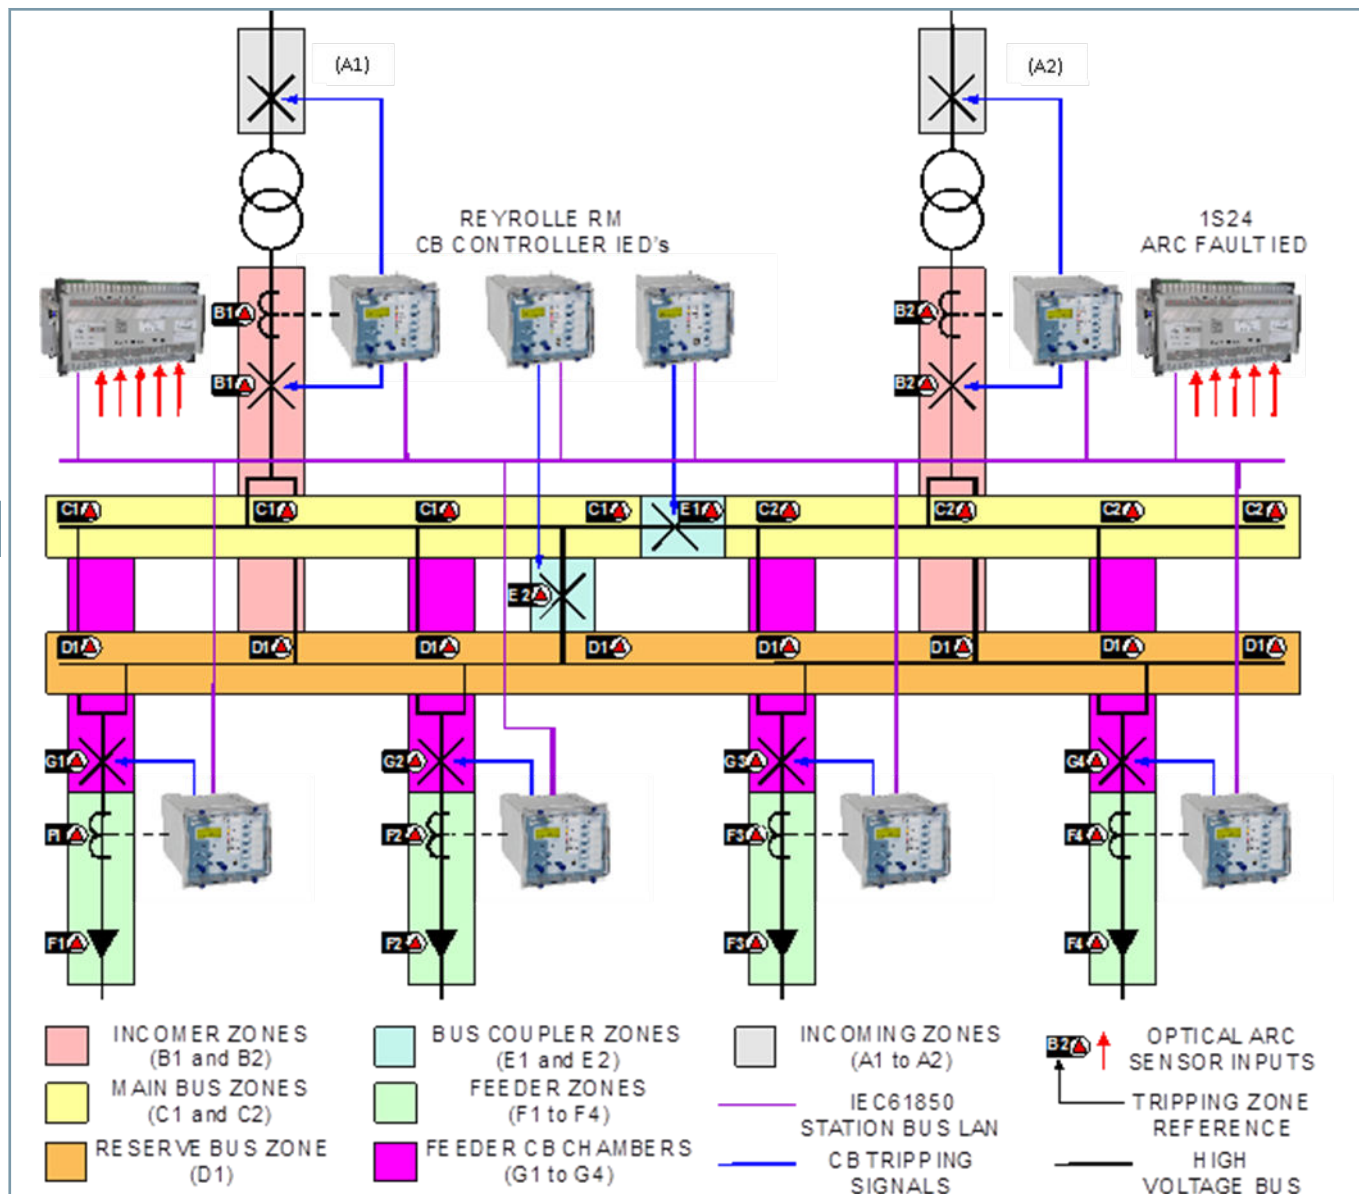 (A1)
(A2)
REYROLLE RM
CB CONTROLLER IED's
1S24
ARC FAULT IED
B1
B2
B1
B2
C1
C1
C1
C1
E1
C2
C2
C2
C2
E2
D1
D1
D1
D1
D1
D1
D1
D1
G1
G2
G3
G4
F1
F2
F3
F4
F1
F2
F3
F4
INCOMER ZONES
(B1 and B2)
BUS COUPLER ZONES
(E1 and E2)
INCOMING ZONES
(A1 to A2)
B2
OPTICAL ARC
SENSOR INPUTS
MAIN BUS ZONES
(C1 and C2)
FEEDER ZONES
(F1 to F4)
IEC61850
STATION BUS LAN
TRIPPING ZONE
REFERENCE
RESERVE BUS ZONE
(D1)
FEEDER CB CHAMBERS
(G1 to G4)
CB TRIPPING
SIGNALS
HIGH
VOLTAGE BUS